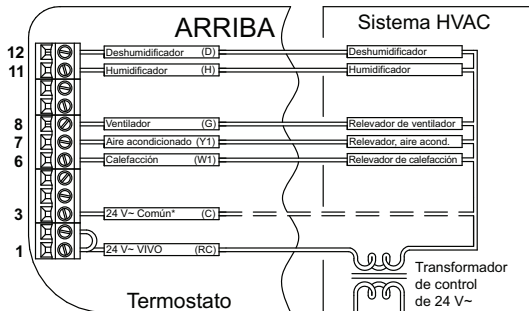 ARRIBA
Sistema HVAC
12 Deshumidificador (D) Deshumidificador
11 Humidificador (H) Humidificador
8 Ventilador (G) Relevador de ventilador
7 Aire acondicionado (Y1) Relevador, aire acond.
6 Calefacción (W1) Relevador de calefacción
3 24 V~ Común* (C)
1 24 V~ VIVO (RC)
Termostato
Transformador
de control
de 24 V~